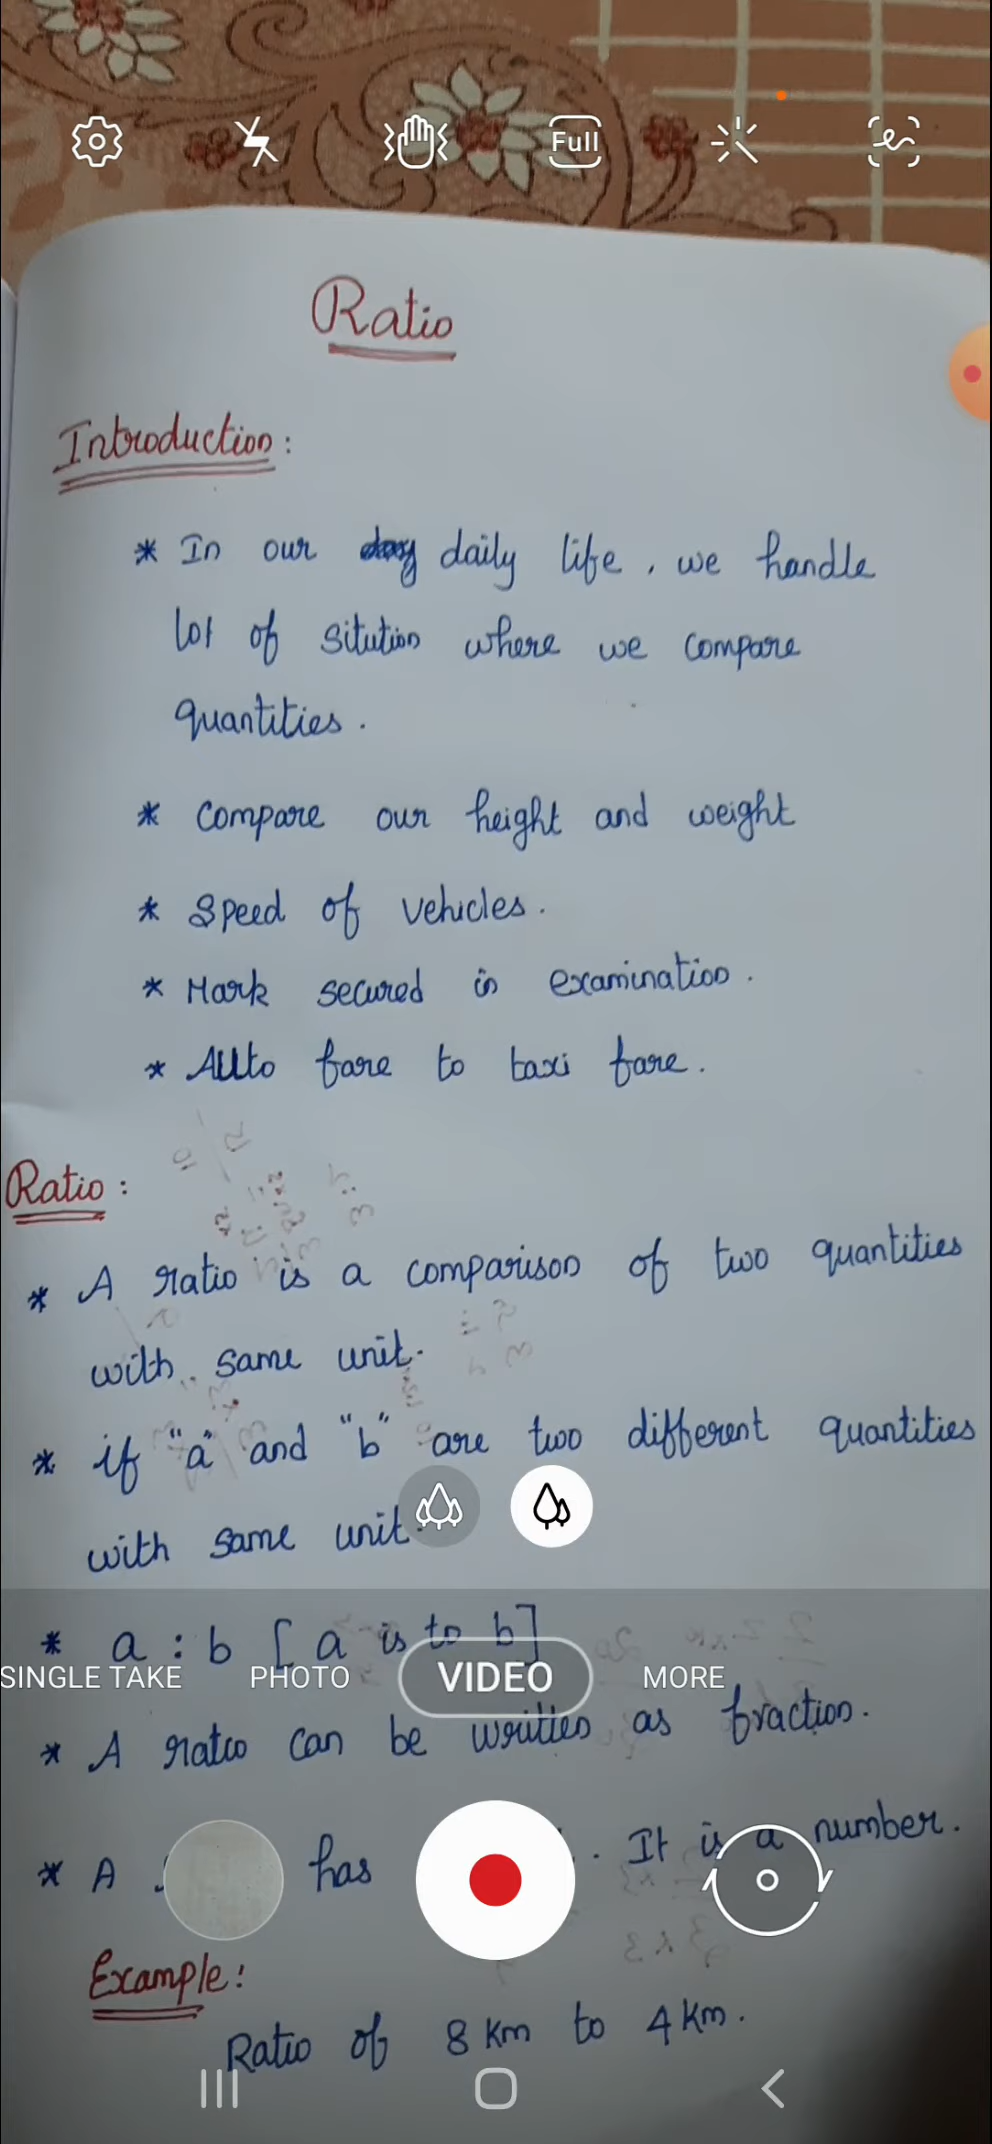 Full
Ratio
Introduction:
* In our daily life, we handle
lot of sitution where we compare
quantities.
* Compare our height and weight
* Speed of vehicles.
* Mark secured in examination.
* Auto fare to taxi fare.
Ratio:
* A ratio is a comparison of two quantities
with same unit.
* if "a" and "b" are two different quantities
with same unit.
* a : b [a is to b]
SINGLE TAKE PHOTO VIDEO MORE
* A ratio can be written as fraction.
* A has . It is a number.
Example:
Ratio of 8 km to 4 km.